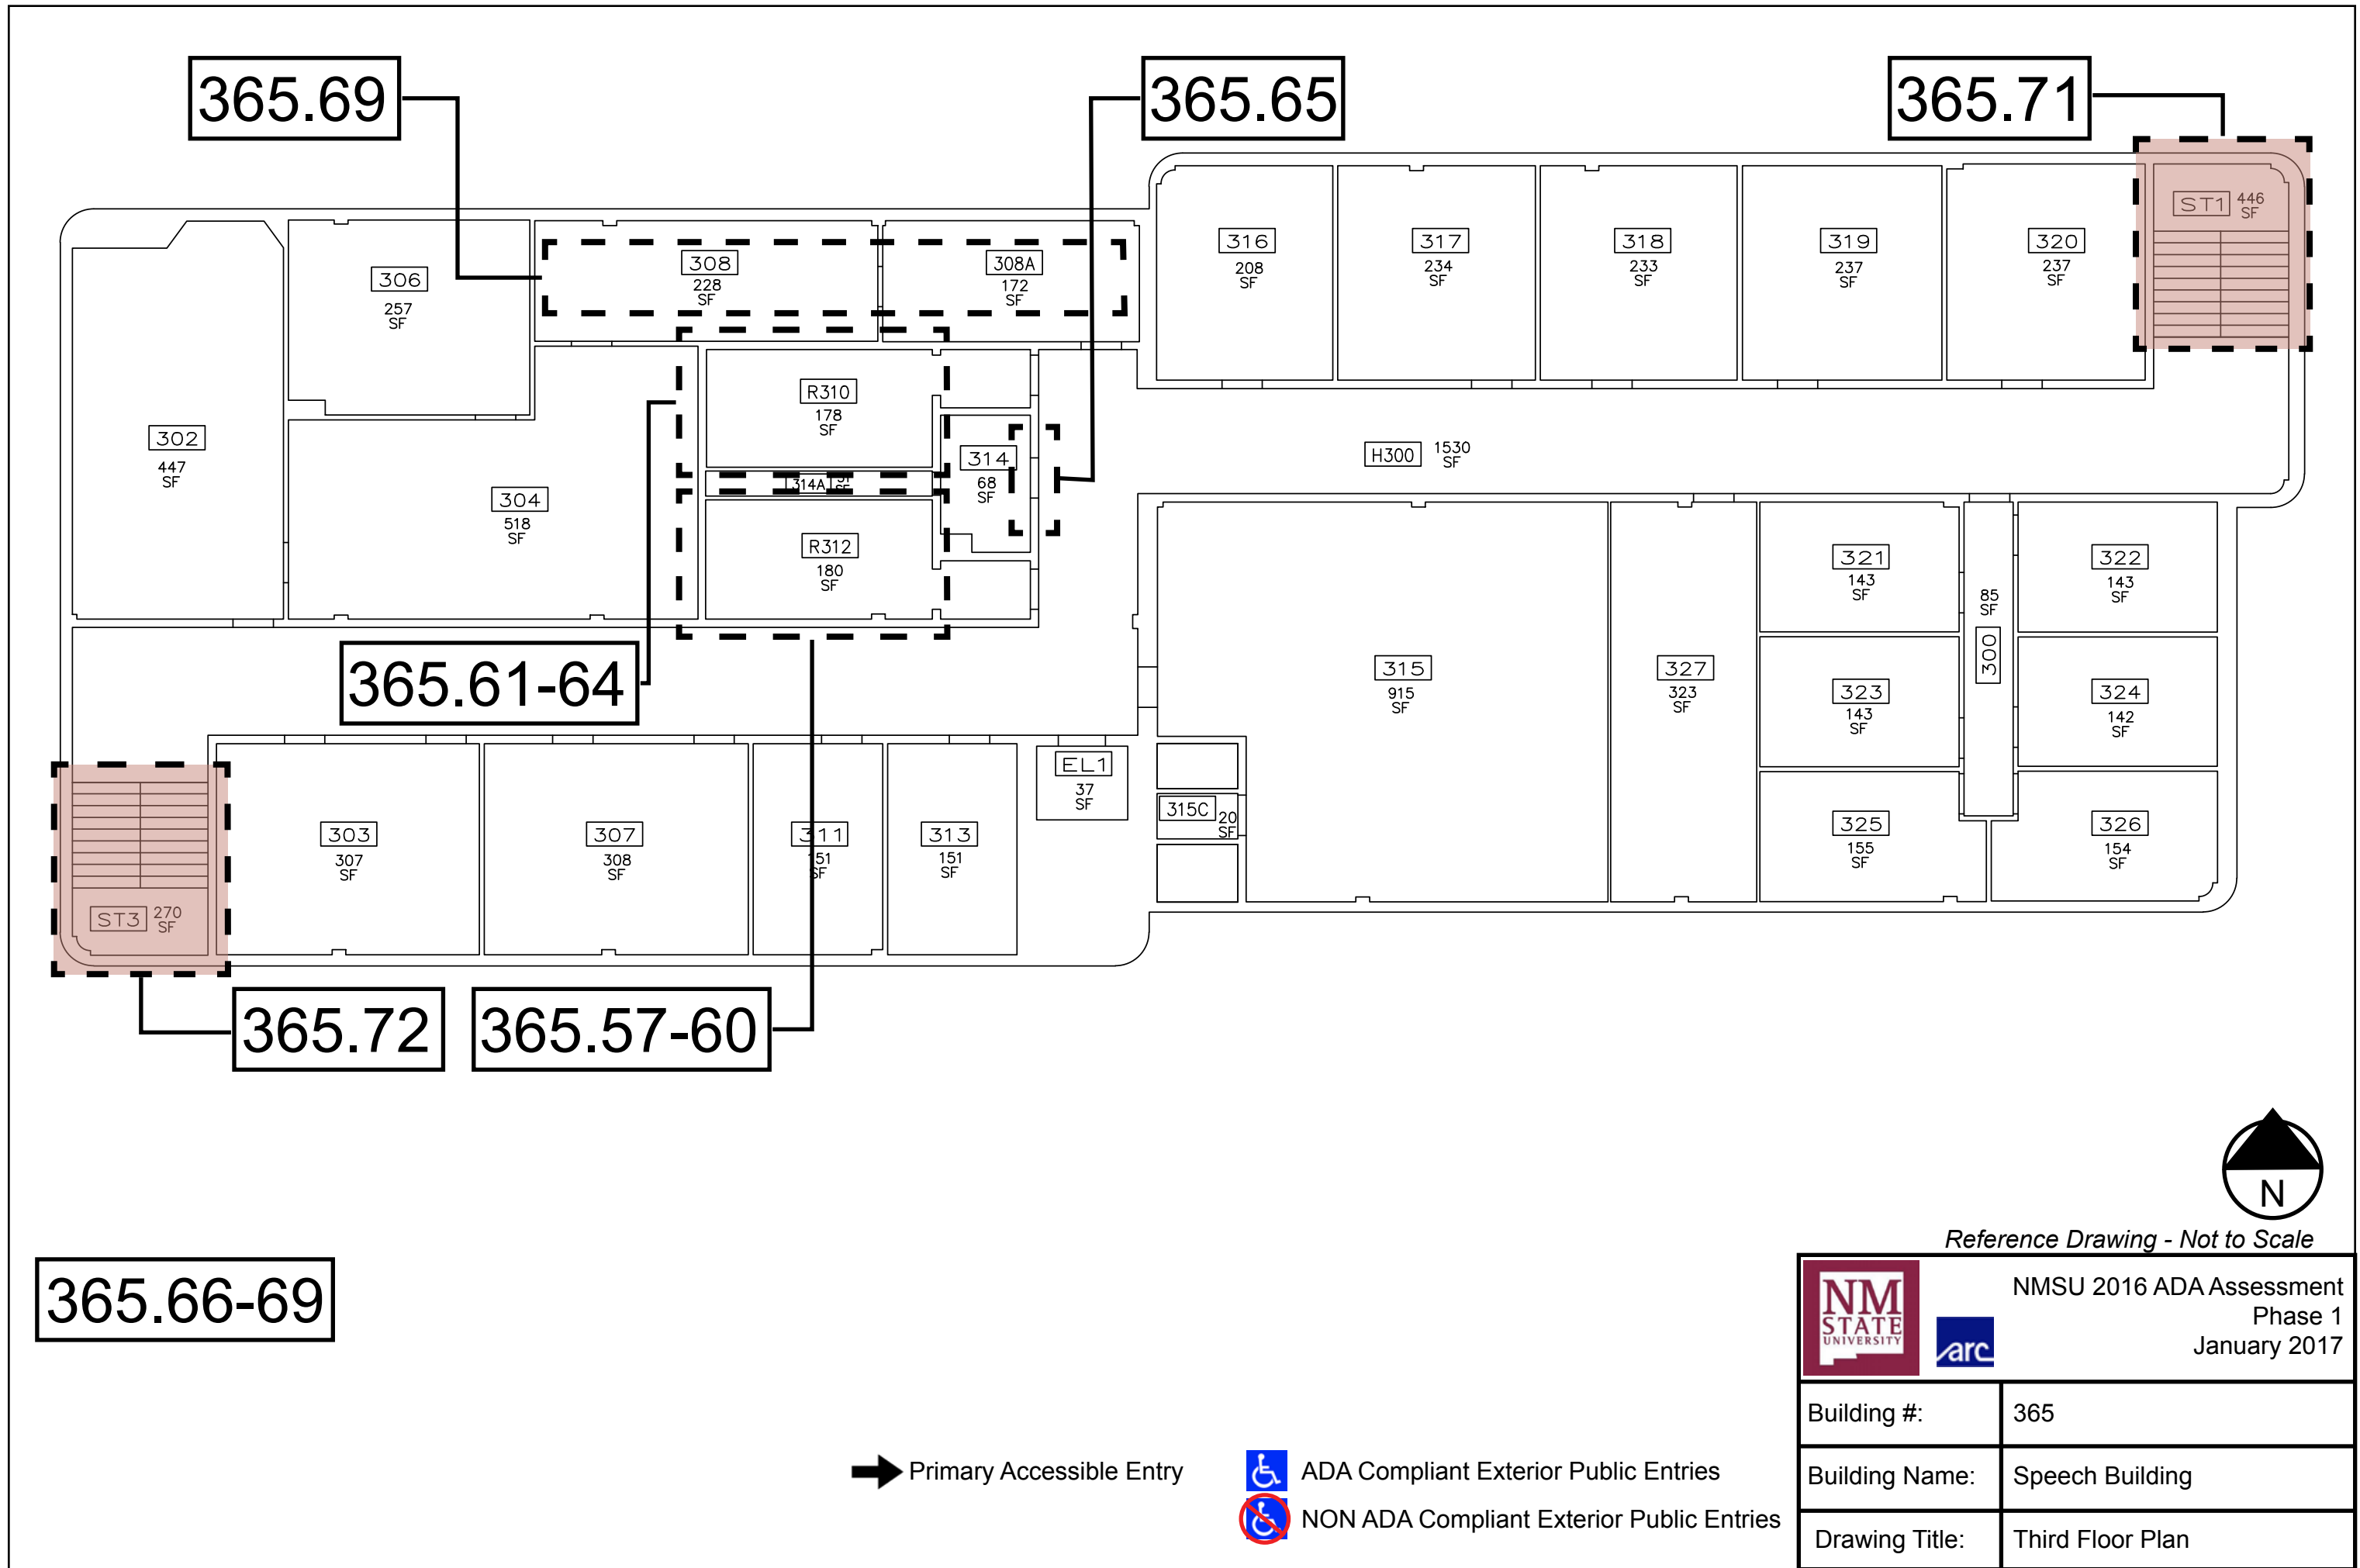 365.69
365.65
365.71
ST1 446
SF
316
208
SF
317
234
SF
318
233
SF
319
237
SF
320
237
SF
308
228
SF
308A
172
SF
306
257
SF
R310
178
SF
302
447
SF
314
68
SF
H300 1530
SF
304
518
SF
314A
SF
R312
180
SF
321
143
SF
322
143
SF
85
SF
300
365.61-64
315
915
SF
327
323
SF
323
143
SF
324
142
SF
EL1
37
SF
315C 20
SF
303
307
SF
307
308
SF
311
151
SF
313
151
SF
325
155
SF
326
154
SF
ST3 270
SF
365.72
365.57-60
N
Reference Drawing - Not to Scale
365.66-69
NM
STATE
UNIVERSITY
arc
NMSU 2016 ADA Assessment
Phase 1
January 2017
Building #: 365
Building Name: Speech Building
Drawing Title: Third Floor Plan
Primary Accessible Entry
ADA Compliant Exterior Public Entries
NON ADA Compliant Exterior Public Entries